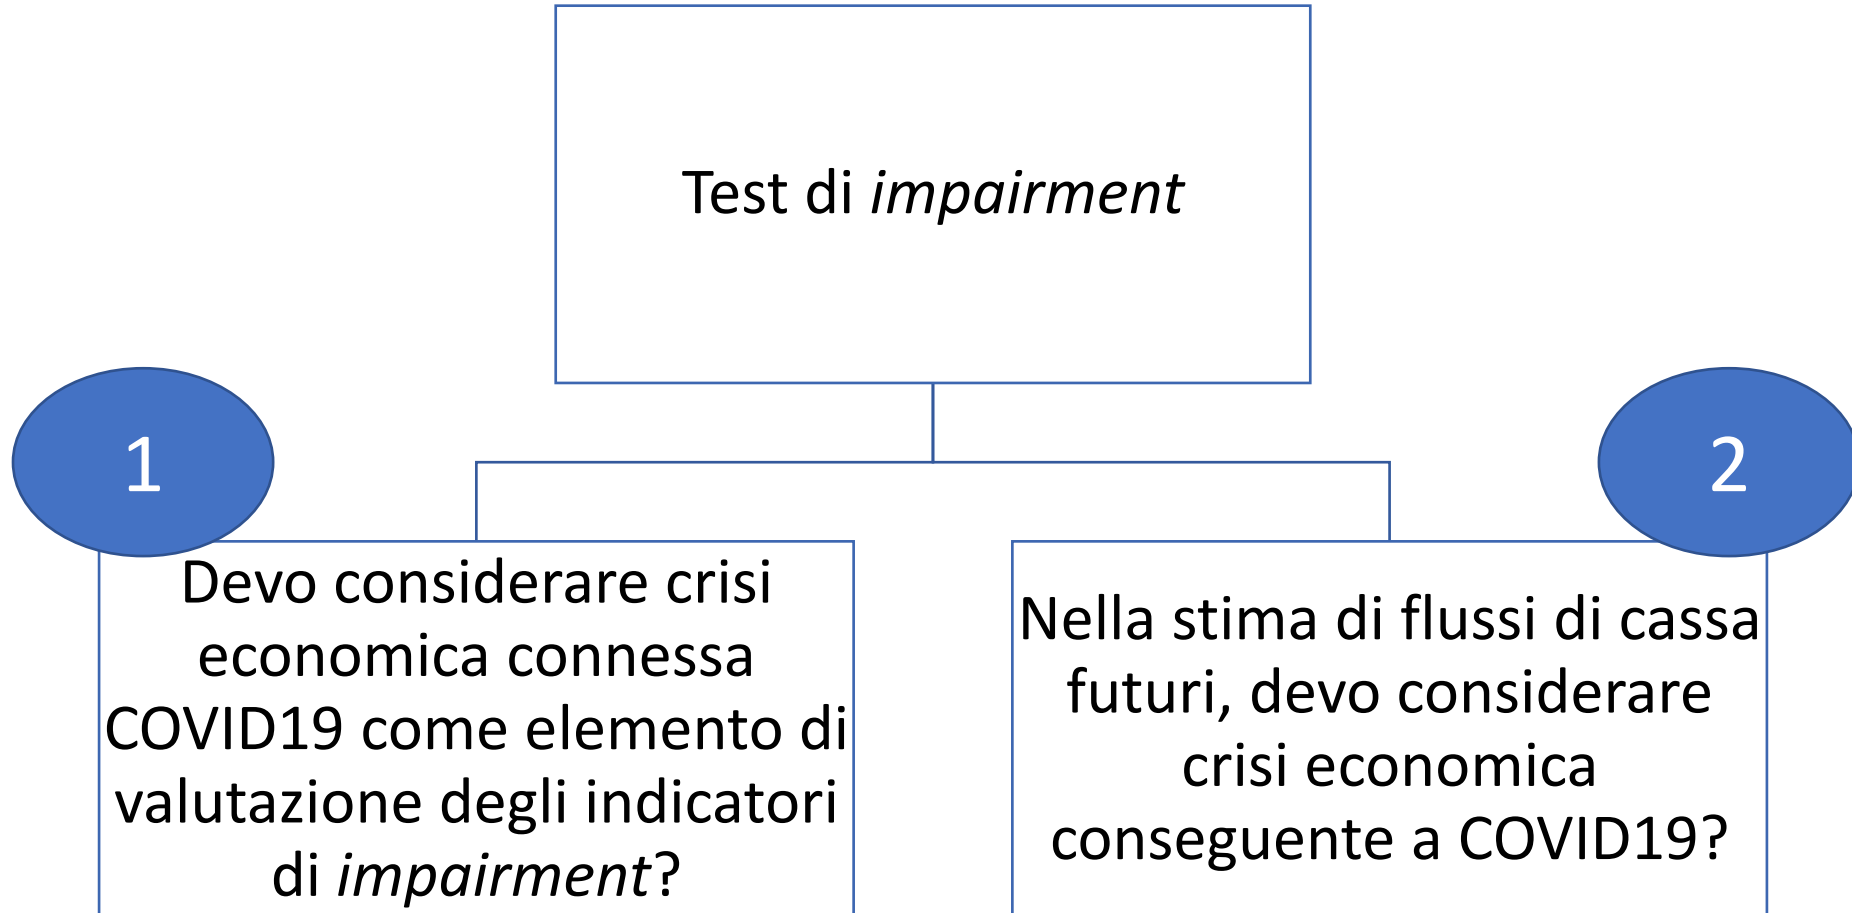 Test di impairment
1
2
Devo considerare crisi
economica connessa
COVID19 come elemento di
valutazione degli indicatori
di impairment?
Nella stima di flussi di cassa
futuri, devo considerare
crisi economica
conseguente a COVID19?